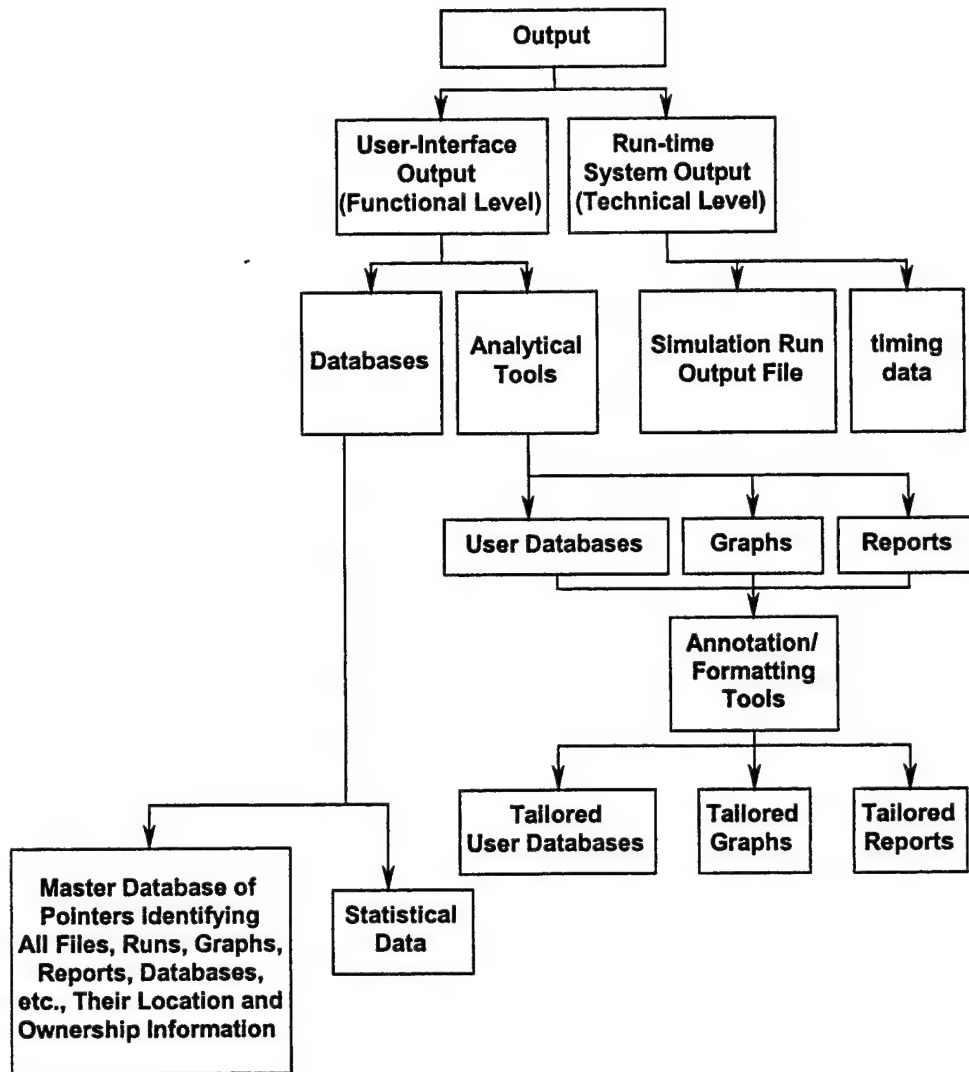 Output
User-Interface
Output
(Functional Level)
Run-time
System Output
(Technical Level)
Databases
Analytical
Tools
Simulation Run
Output File
timing
data
User Databases
Graphs
Reports
Annotation/
Formatting
Tools
Tailored
User Databases
Tailored
Graphs
Tailored
Reports
Master Database of
Pointers Identifying
All Files, Runs, Graphs,
Reports, Databases,
etc., Their Location and
Ownership Information
Statistical
Data